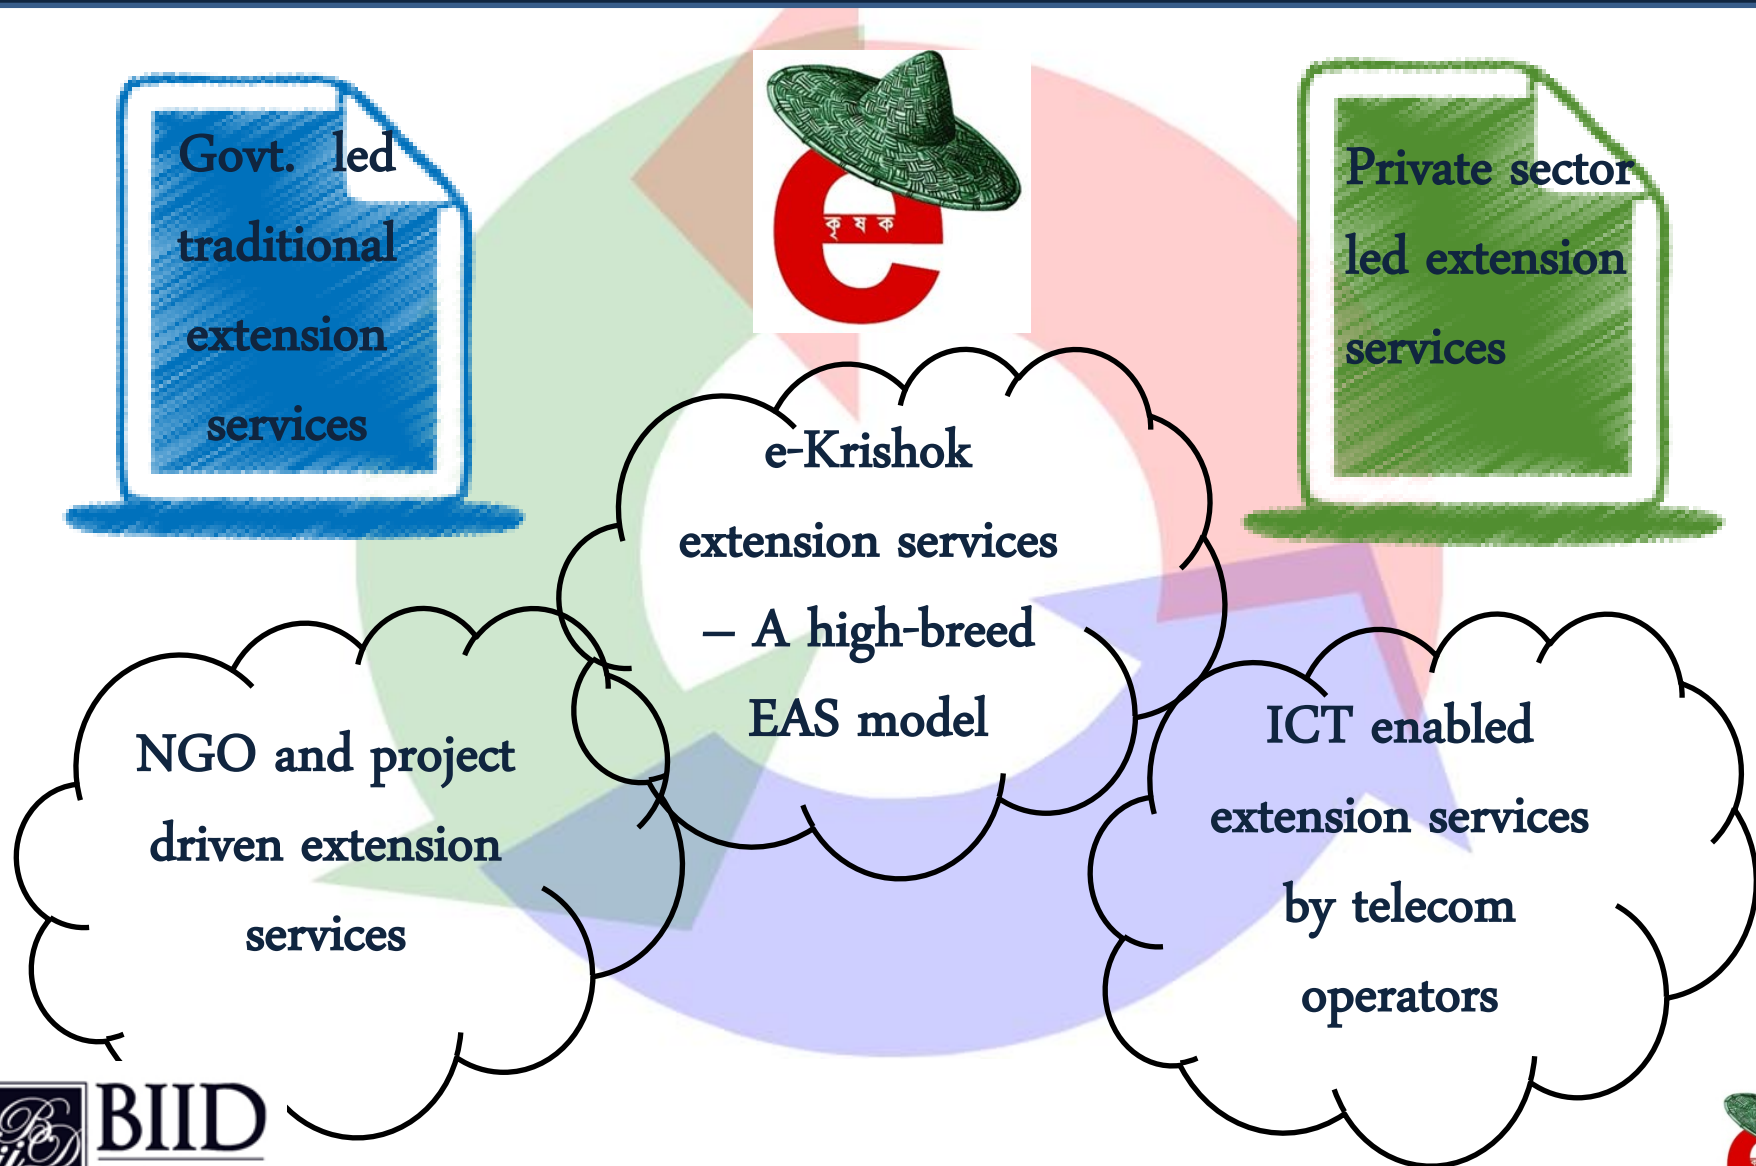 Govt. led
traditional
extension
services
কৃ ষ ক
Private sector
led extension
services
e-Krishok
extension services
– A high-breed
EAS model
NGO and project
driven extension
services
ICT enabled
extension services
by telecom
operators
BIID